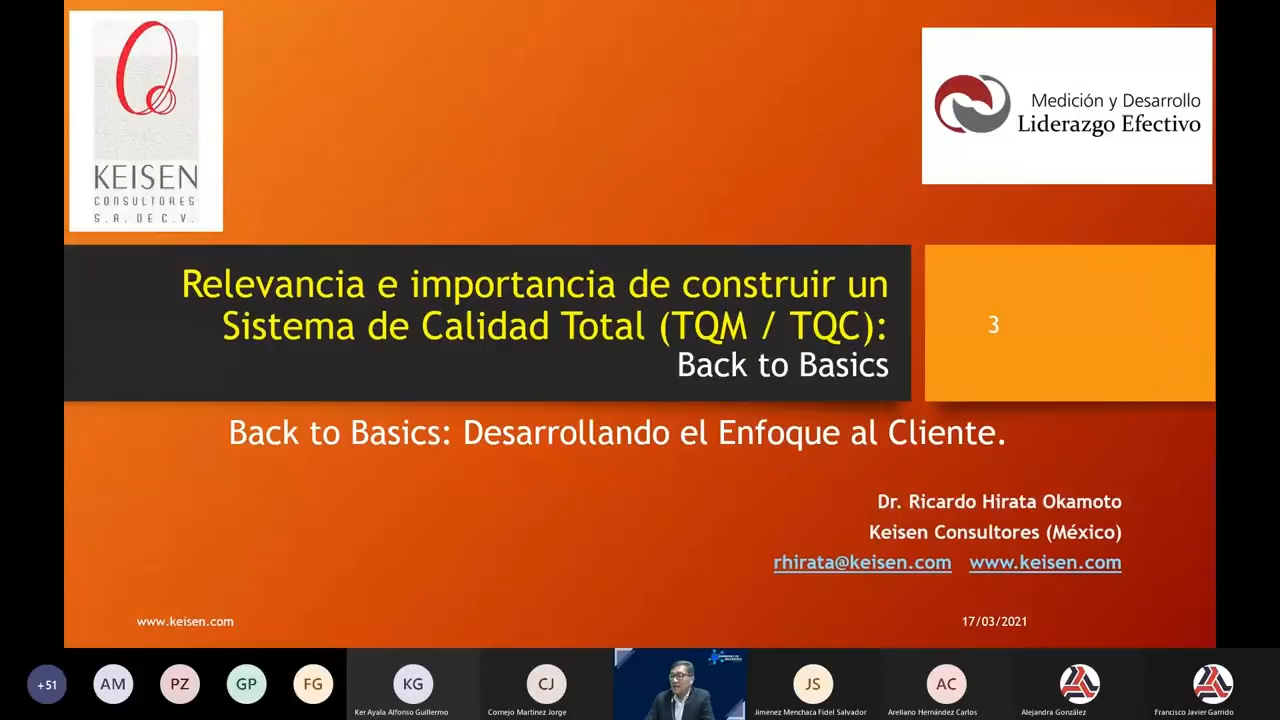 KEISEN
CONSULTORES
S.A. DE C.V.
Medición y Desarrollo
Liderazgo Efectivo
Relevancia e importancia de construir un
Sistema de Calidad Total (TQM / TQC):
Back to Basics
3
Back to Basics: Desarrollando el Enfoque al Cliente.
Dr. Ricardo Hirata Okamoto
Keisen Consultores (México)
rhirata@keisen.com www.keisen.com
www.keisen.com
17/03/2021
+51
AM
PZ
GP
FG
KG
CJ
JS
AC
Ker Ayala Alfonso Guillermo
Cornejo Martinez Jorge
Jimenez Menchaca Fidel Salvador
Arellano Hernández Carlos
Alejandra González
Francisco Javier Garrido